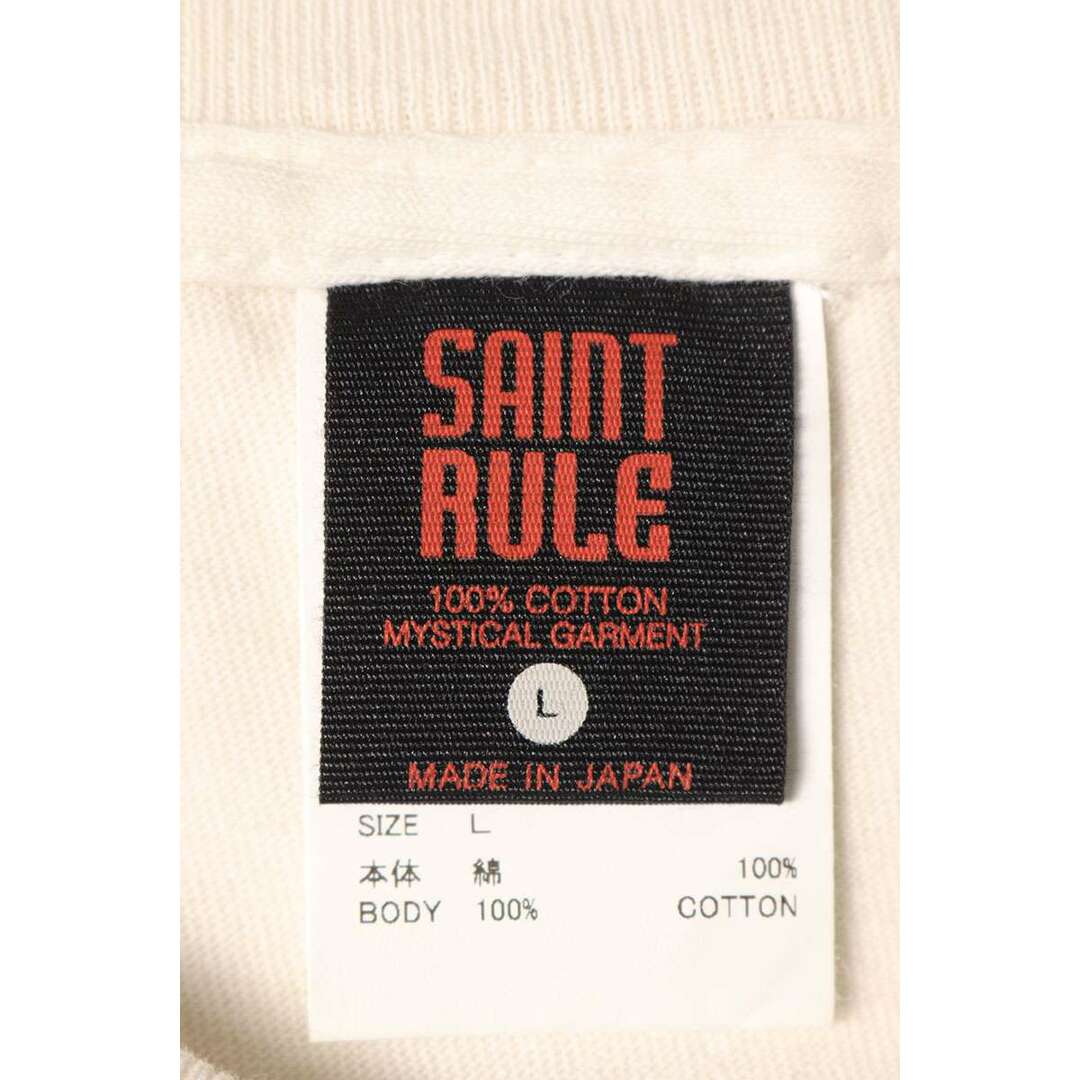 SAINT
RULE
100% COTTON
MYSTICAL GARMENT
L
MADE IN JAPAN
SIZE L
本体 綿 100%
BODY 100% COTTON